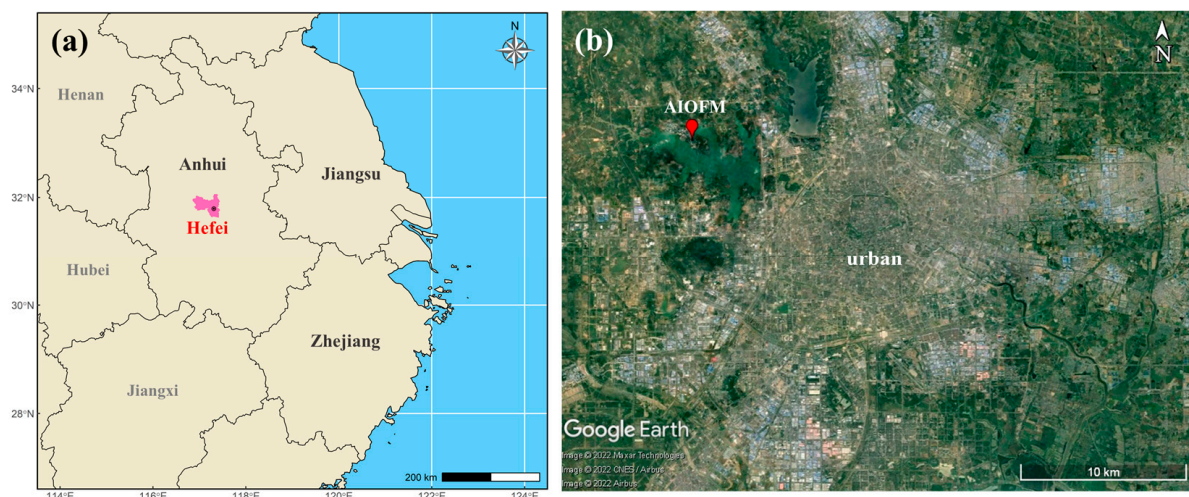 (a)
N
34°N
Henan
Anhui
Jiangsu
32°N
Hefei
Hubei
30°N
Zhejiang
Jiangxi
28°N
200 km
114°E
116°E
118°E
120°E
122°E
124°E
(b)
N
AIOFM
urban
Google Earth
Image © 2022 Maxar Technologies
Image © 2022 CNES / Airbus
Image © 2022 Airbus
10 km